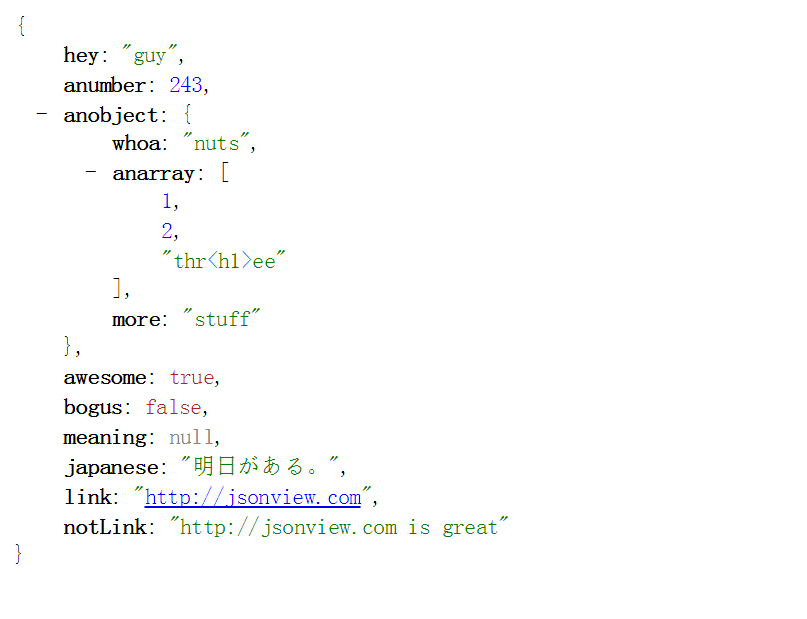 {
hey: "guy",
anumber: 243,
- anobject: {
whoa: "nuts",
- anarray: [
1,
2,
"thr<h1>ee"
],
more: "stuff"
},
awesome: true,
bogus: false,
meaning: null,
japanese: "明日がある。",
link: "http://jsonview.com",
notLink: "http://jsonview.com is great"
}